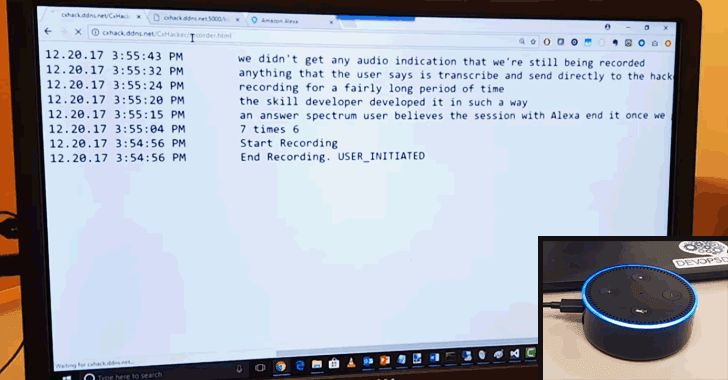 cxhack.ddns.net/CxHack
cxhack.ddns.net:5000/
Amazon Alexa
cxhack.ddns.net/CxHacker/recorder.html
12.20.17 3:55:43 PM we didn't get any audio indication that we're still being recorded
12.20.17 3:55:32 PM anything that the user says is transcribe and send directly to the hack
12.20.17 3:55:24 PM recording for a fairly long period of time
12.20.17 3:55:20 PM the skill developer developed it in such a way
12.20.17 3:55:15 PM an answer spectrum user believes the session with Alexa end it once we
12.20.17 3:55:04 PM 7 times 6
12.20.17 3:54:56 PM Start Recording
12.20.17 3:54:56 PM End Recording. USER_INITIATED
Waiting for cxhack.ddns.net...
Type here to search
DEVOPSD